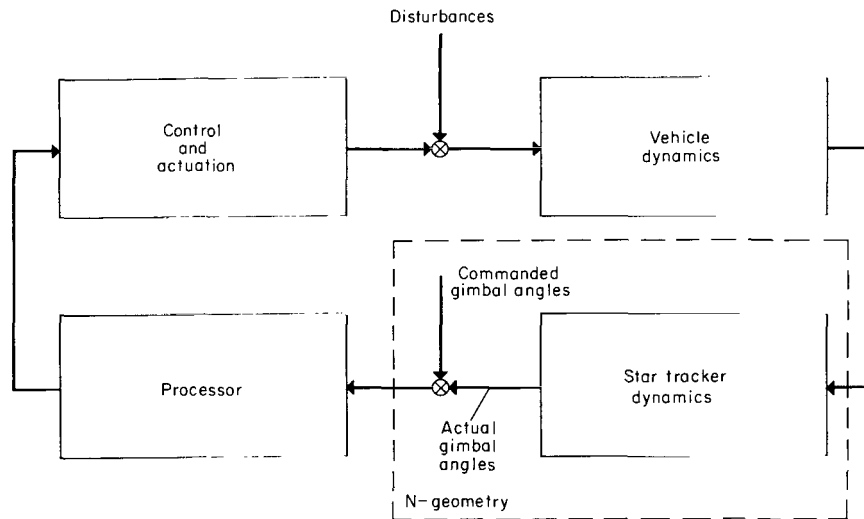 Disturbances
Control
and
actuation
Vehicle
dynamics
Commanded
gimbal angles
Processor
Star tracker
dynamics
Actual
gimbal
angles
N-geometry